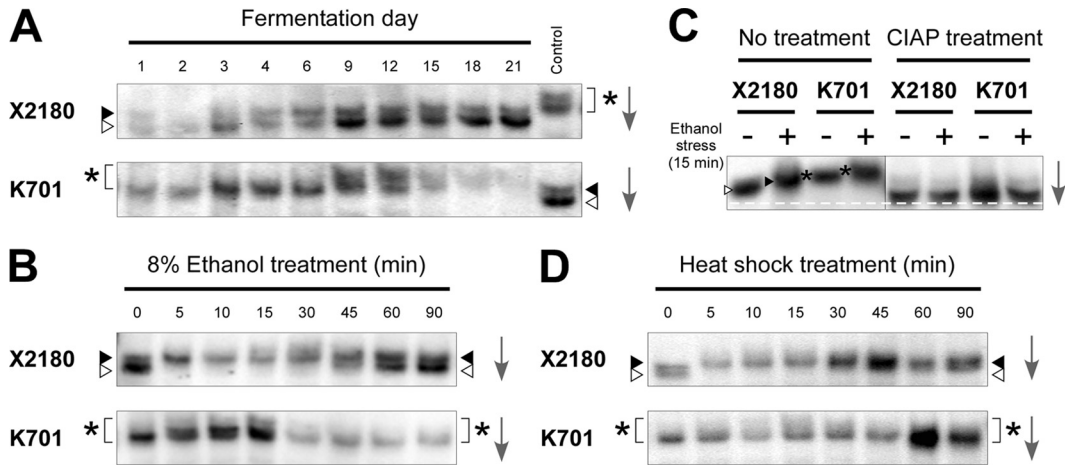 A
Fermentation day
1 2 3 4 6 9 12 15 18 21 Control
X2180
*
K701
*
B
8% Ethanol treatment (min)
0 5 10 15 30 45 60 90
X2180
K701
* *
C
No treatment CIAP treatment
X2180 K701 X2180 K701
Ethanol
stress
(15 min)
- + - + - + - +
* *
D
Heat shock treatment (min)
0 5 10 15 30 45 60 90
X2180
K701
* *